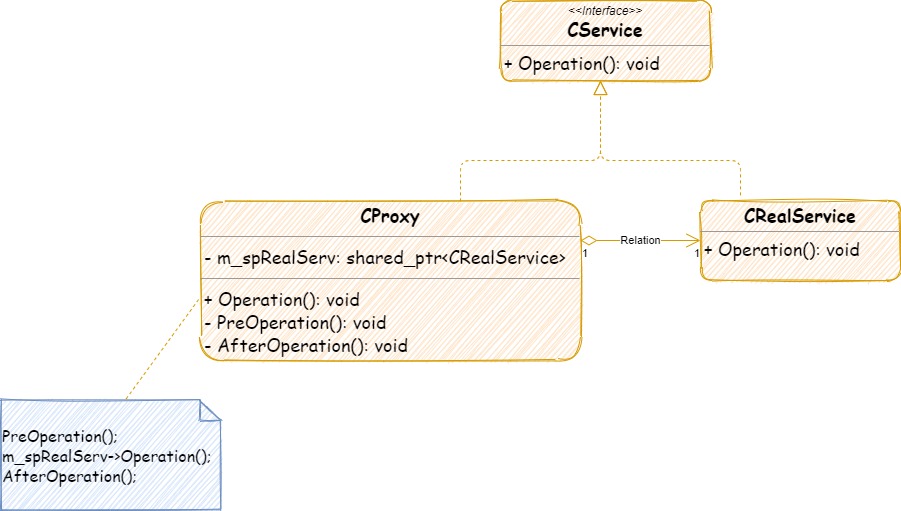 <<Interface>>
CService
+ Operation(): void
CProxy
- m_spRealServ: shared_ptr<CRealService>
+ Operation(): void
- PreOperation(): void
- AfterOperation(): void
1
Relation
1
CRealService
+ Operation(): void
PreOperation();
m_spRealServ->Operation();
AfterOperation();